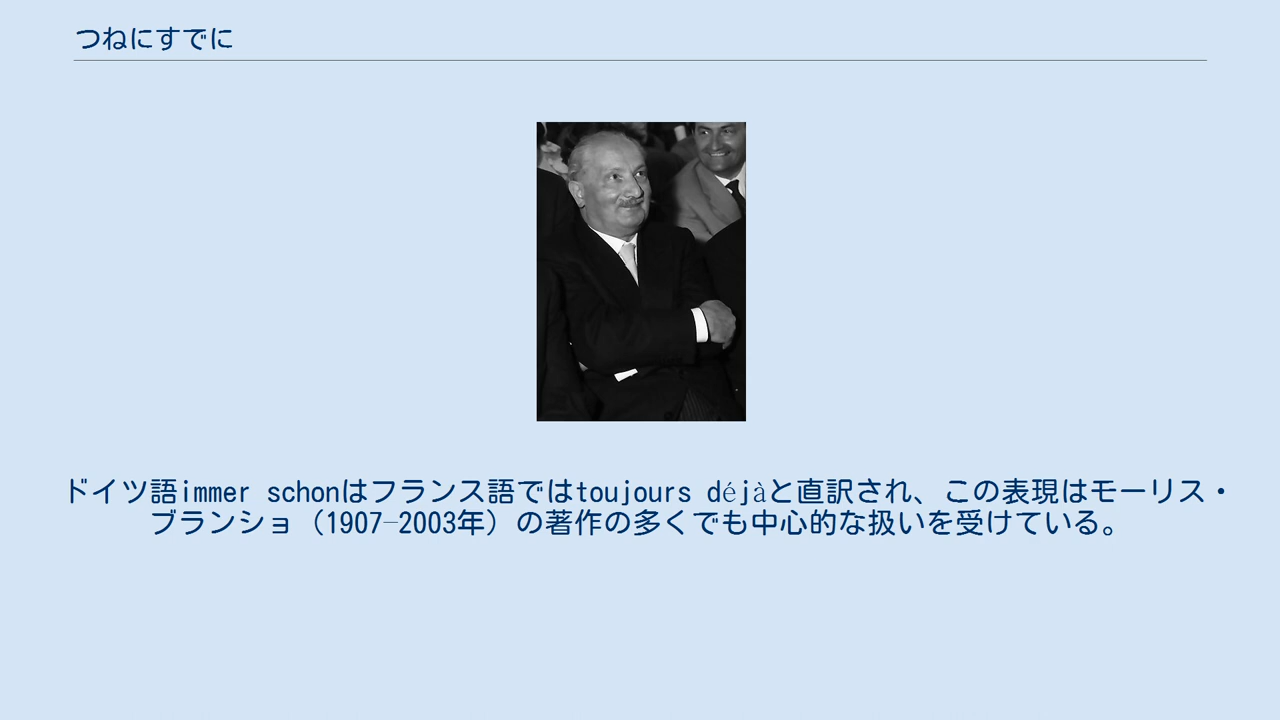 つねにすでに
ドイツ語immer schonはフランス語ではtoujours déjàと直訳され、この表現はモーリス・
ブランショ（1907–2003年）の著作の多くでも中心的な扱いを受けている。